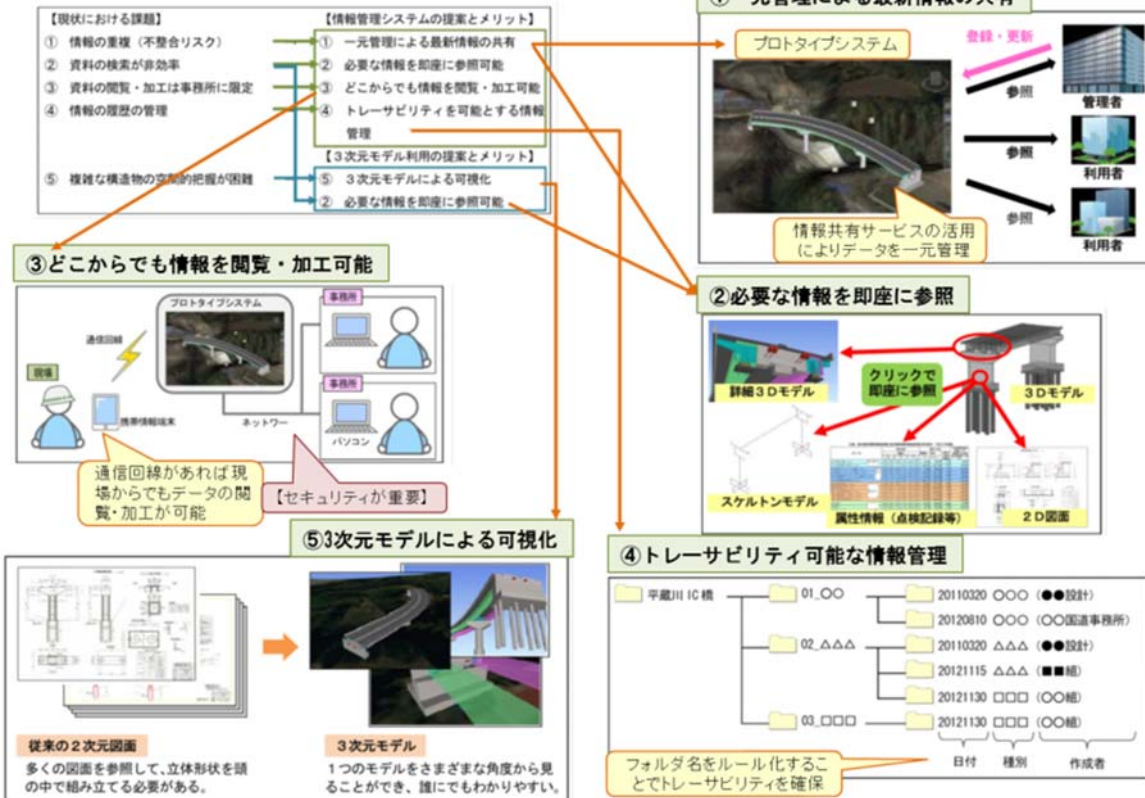 【現状における課題】
① 情報の重複（不整合リスク）
② 資料の検索が非効率
③ 資料の閲覧・加工は事務所に限定
④ 情報の履歴の管理
⑤ 複雑な構造物の空間的把握が困難
【情報管理システムの提案とメリット】
① 一元管理による最新情報の共有
② 必要な情報を即座に参照可能
③ どこからでも情報を閲覧・加工可能
④ トレーサビリティを可能とする情報
管理
【３次元モデル利用の提案とメリット】
⑤ ３次元モデルによる可視化
② 必要な情報を即座に参照可能
①一元管理による最新情報の共有
プロトタイプシステム
登録・更新
参照
管理者
参照
利用者
参照
利用者
情報共有サービスの活用
によりデータを一元管理
③どこからでも情報を閲覧・加工可能
プロトタイプシステム
通信回線
現場
携帯情報端末
ネットワー
事務所
事務所
パソコン
通信回線があれば現
場からでもデータの閲
覧・加工が可能
【セキュリティが重要】
②必要な情報を即座に参照
詳細３Ｄモデル
クリックで
即座に参照
３Ｄモデル
スケルトンモデル
属性情報（点検記録等）
２Ｄ図面
⑤3次元モデルによる可視化
従来の２次元図面
多くの図面を参照して、立体形状を頭
の中で組み立てる必要がある。
３次元モデル
１つのモデルをさまざまな角度から見
ることができ、誰にでもわかりやすい。
④トレーサビリティ可能な情報管理
平蔵川IC橋
01_○○
20110320 ○○○ (●●設計)
20120810 ○○○ (○○国道事務所)
02_△△△
20110320 △△△ (●●設計)
20121115 △△△ (■■組)
20121130 □□□ (○○組)
03_□□□
20121130 □□□ (○○組)
日付 種別 作成者
フォルダ名をルール化するこ
とでトレーサビリティを確保